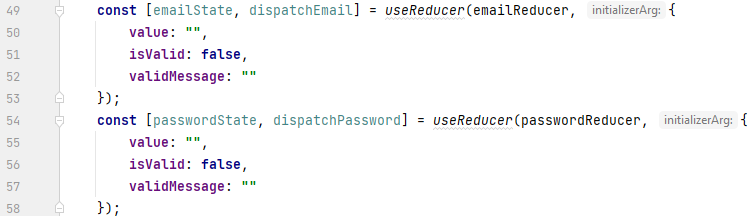 49 const [emailState, dispatchEmail] = useReducer(emailReducer, initializerArg: {
50 value: "",
51 isValid: false,
52 validMessage: ""
53 });
54 const [passwordState, dispatchPassword] = useReducer(passwordReducer, initializerArg: {
55 value: "",
56 isValid: false,
57 validMessage: ""
58 });